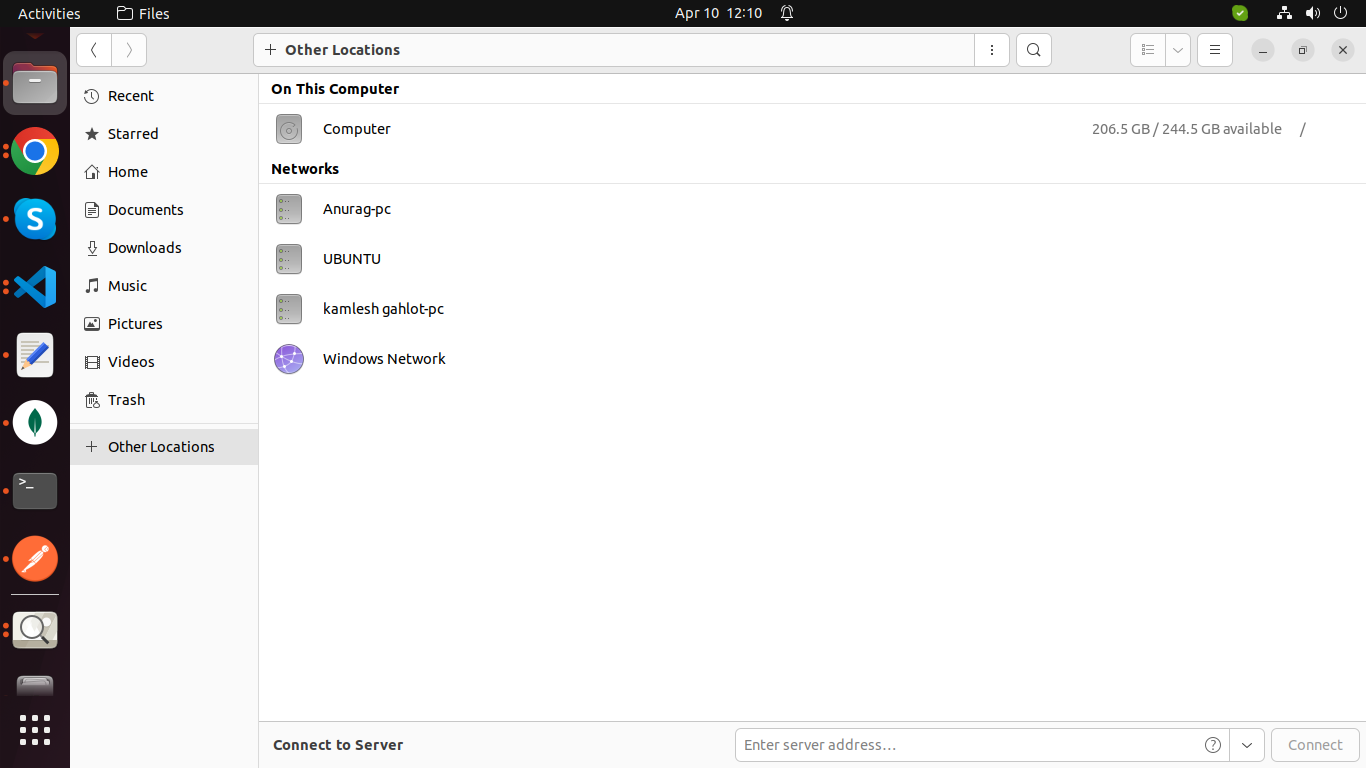 Activities Files Apr 10 12:10
Other Locations
Recent
Starred
Home
Documents
Downloads
Music
Pictures
Videos
Trash
Other Locations
On This Computer
Computer 206.5 GB / 244.5 GB available /
Networks
Anurag-pc
UBUNTU
kamlesh gahlot-pc
Windows Network
Connect to Server Enter server address… ? Connect
S
>_